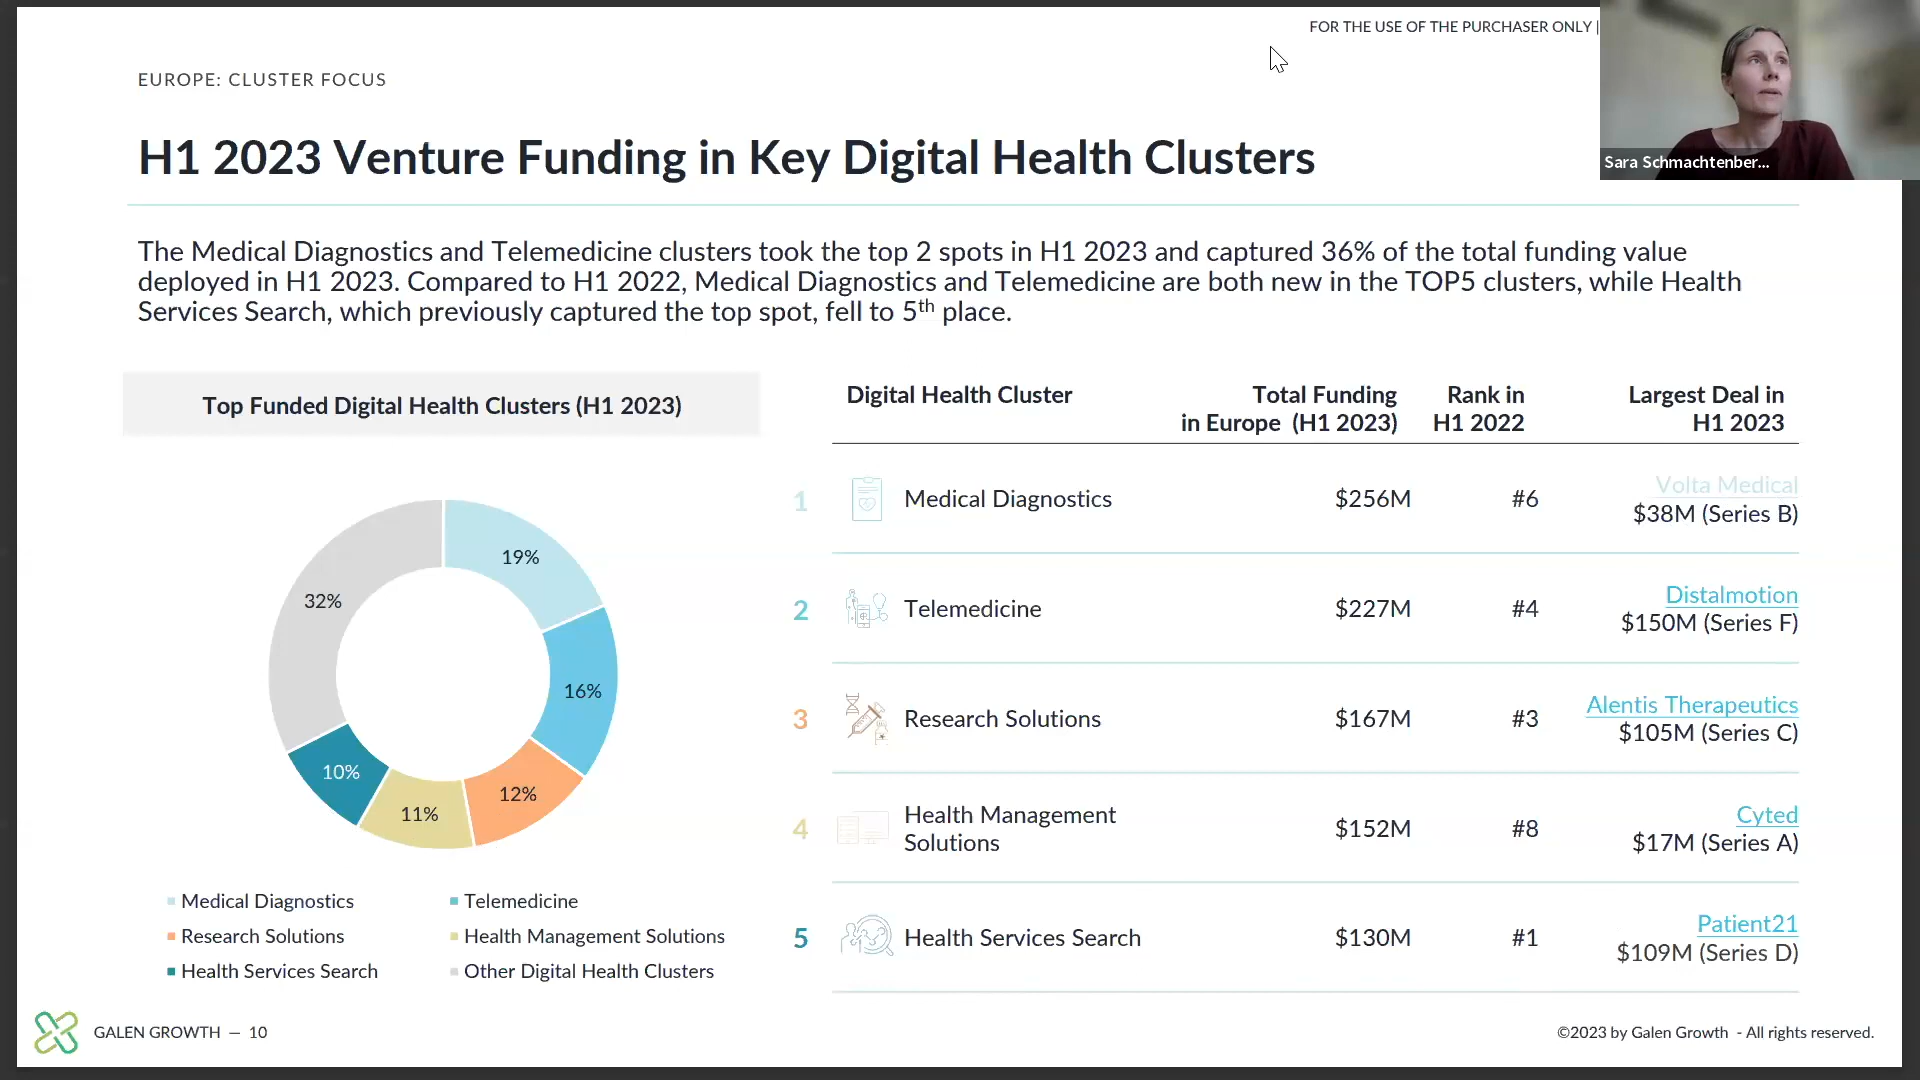 FOR THE USE OF THE PURCHASER ONLY |
Sara Schmachtenber...
EUROPE: CLUSTER FOCUS
H1 2023 Venture Funding in Key Digital Health Clusters
The Medical Diagnostics and Telemedicine clusters took the top 2 spots in H1 2023 and captured 36% of the total funding value
deployed in H1 2023. Compared to H1 2022, Medical Diagnostics and Telemedicine are both new in the TOP5 clusters, while Health
Services Search, which previously captured the top spot, fell to 5th place.
Top Funded Digital Health Clusters (H1 2023)
19%
32%
16%
10%
12%
11%
Medical Diagnostics
Telemedicine
Research Solutions
Health Management Solutions
Health Services Search
Other Digital Health Clusters
Digital Health Cluster
Total Funding
in Europe (H1 2023)
Rank in
H1 2022
Largest Deal in
H1 2023
1 Medical Diagnostics $256M #6
Volta Medical
$38M (Series B)
2 Telemedicine $227M #4
Distalmotion
$150M (Series F)
3 Research Solutions $167M #3
Alentis Therapeutics
$105M (Series C)
4 Health Management
Solutions
$152M #8
Cyted
$17M (Series A)
5 Health Services Search $130M #1
Patient21
$109M (Series D)
GALEN GROWTH — 10
©2023 by Galen Growth - All rights reserved.